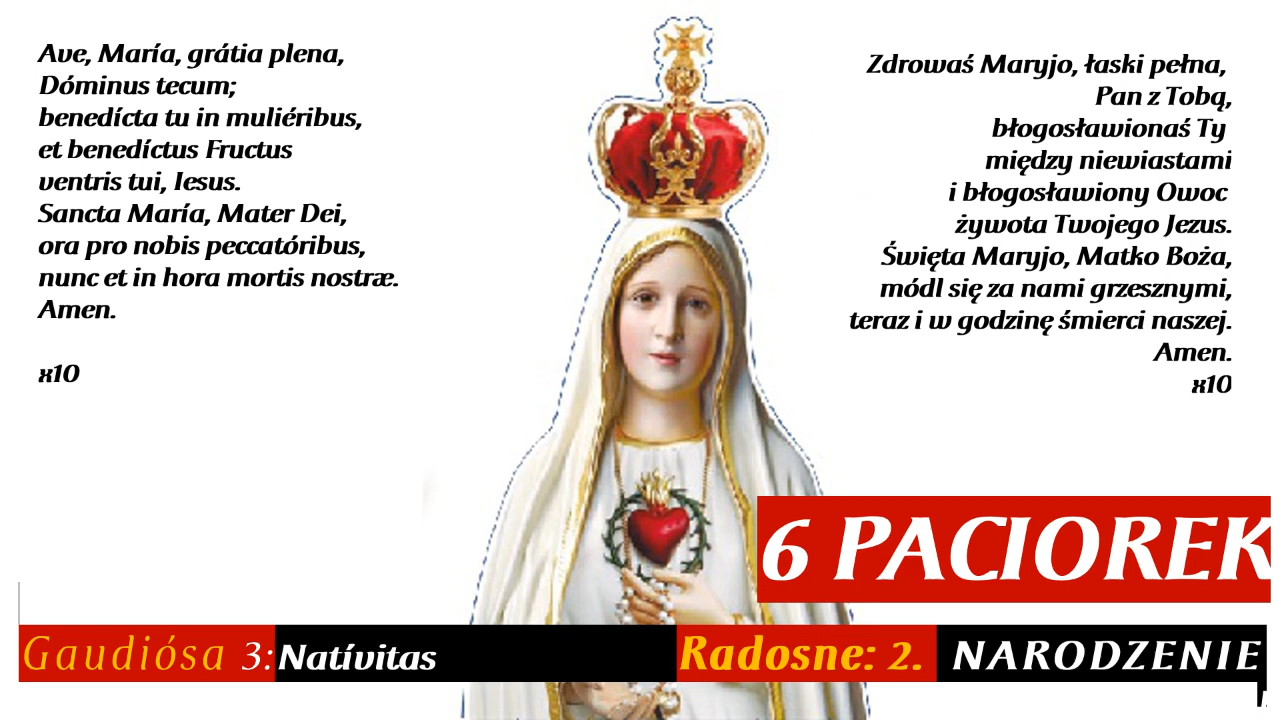 Ave, María, grátia plena,
Dóminus tecum;
benedícta tu in muliéribus,
et benedíctus Fructus
ventris tui, Iesus.
Sancta María, Mater Dei,
ora pro nobis peccatóribus,
nunc et in hora mortis nostræ.
Amen.
x10
Zdrowaś Maryjo, łaski pełna,
Pan z Tobą,
błogosławionaś Ty
między niewiastami
i błogosławiony Owoc
żywota Twojego Jezus.
Święta Maryjo, Matko Boża,
módl się za nami grzesznymi,
teraz i w godzinę śmierci naszej.
Amen.
x10
6 PACIOREK
Gaudiósa 3: Natívitas
Radosne: 2. NARODZENIE